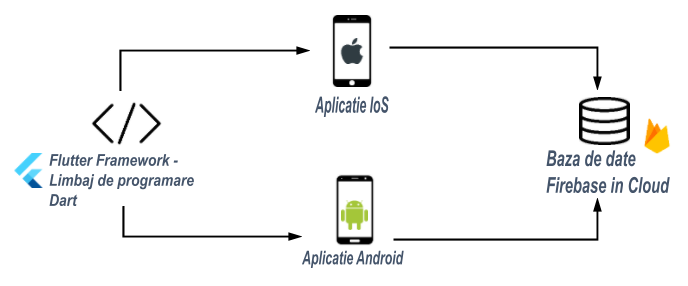 Aplicatie IoS
Flutter Framework -
Limbaj de programare
Dart
Baza de date
Firebase in Cloud
Aplicatie Android